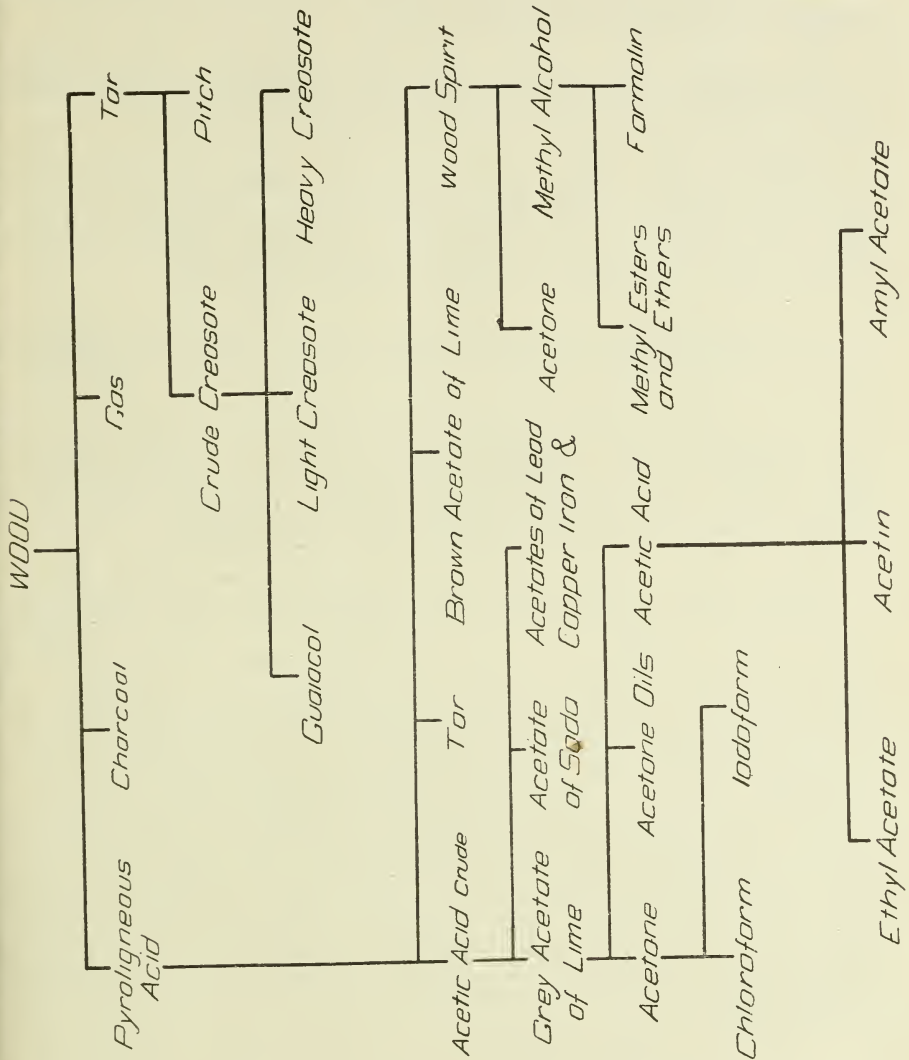 WOOD
Pyroligneous
Acid
Charcoal
Gas
Tar
Crude Creosote
Pitch
Guaiacol
Light Creosote
Heavy Creosote
Acetic Acid Crude
Tar
Brown Acetate of Lime
Wood Spirit
Grey Acetate
of Lime
Acetate
of Soda
Acetates of Lead
Copper Iron &
Acetone
Methyl Alcohol
Acetone
Acetone Oils
Acetic Acid
Methyl Esters
and Ethers
Formalin
Chloroform
Iodoform
Ethyl Acetate
Acetin
Amyl Acetate